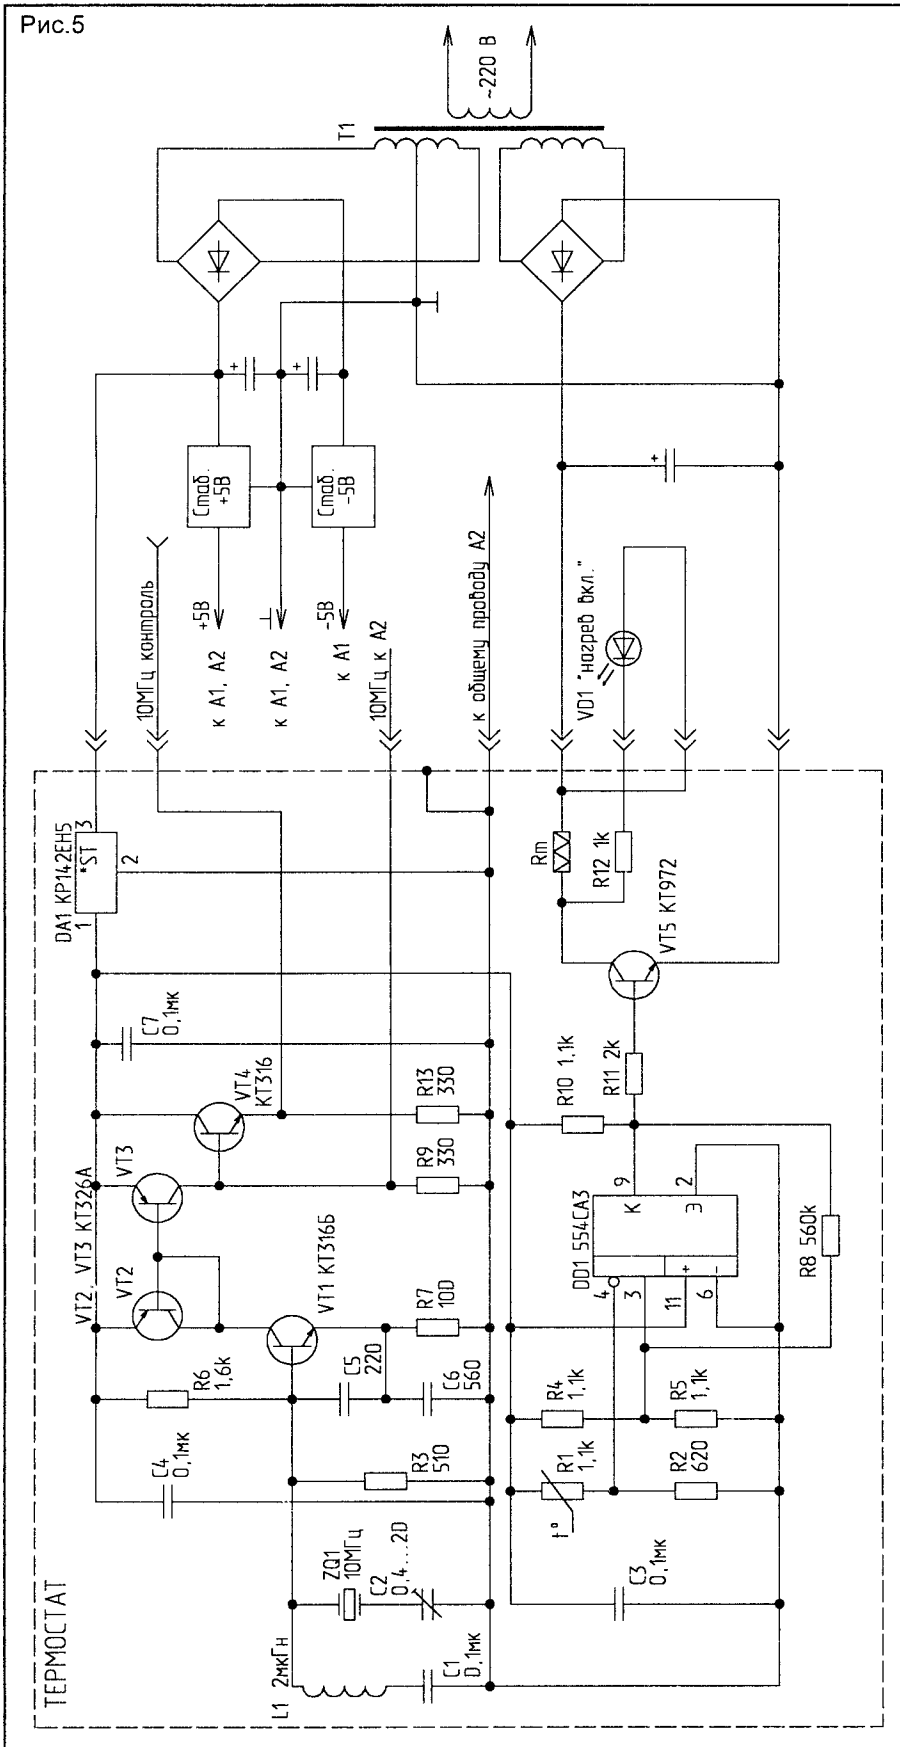 Рис.5
~220 В
T1
+
+
Стаб.
+5В
Стаб.
-5В
+
10МГц контроль
+5В
к А1, А2
⊥
к А1, А2
-5В
к А1
10МГц к А2
к общему проводу А2
VD1 "нагрев вкл."
ТЕРМОСТАТ
DA1 КР142ЕН5
*ST
1
3
2
C7
0,1мк
VT4
КТ316
R13
330
R9
330
VT2, VT3 КТ326А
VT3
VT2
VT1 КТ316Б
R7
100
R6
1,6k
C5
220
C6
560
C4
0,1мк
R3
510
ZQ1
10МГц
C2
0,4...20
L1 2мкГн
C1
0,1мк
Rm
R12 1k
VT5 КТ972
R10 1,1k
R11 2k
DD1 554СА3
К
9
Э
2
4
3
11
+
6
-
R8 560k
R4
1,1k
R5
1,1k
R1
1,1k
t°
R2
620
C3
0,1мк